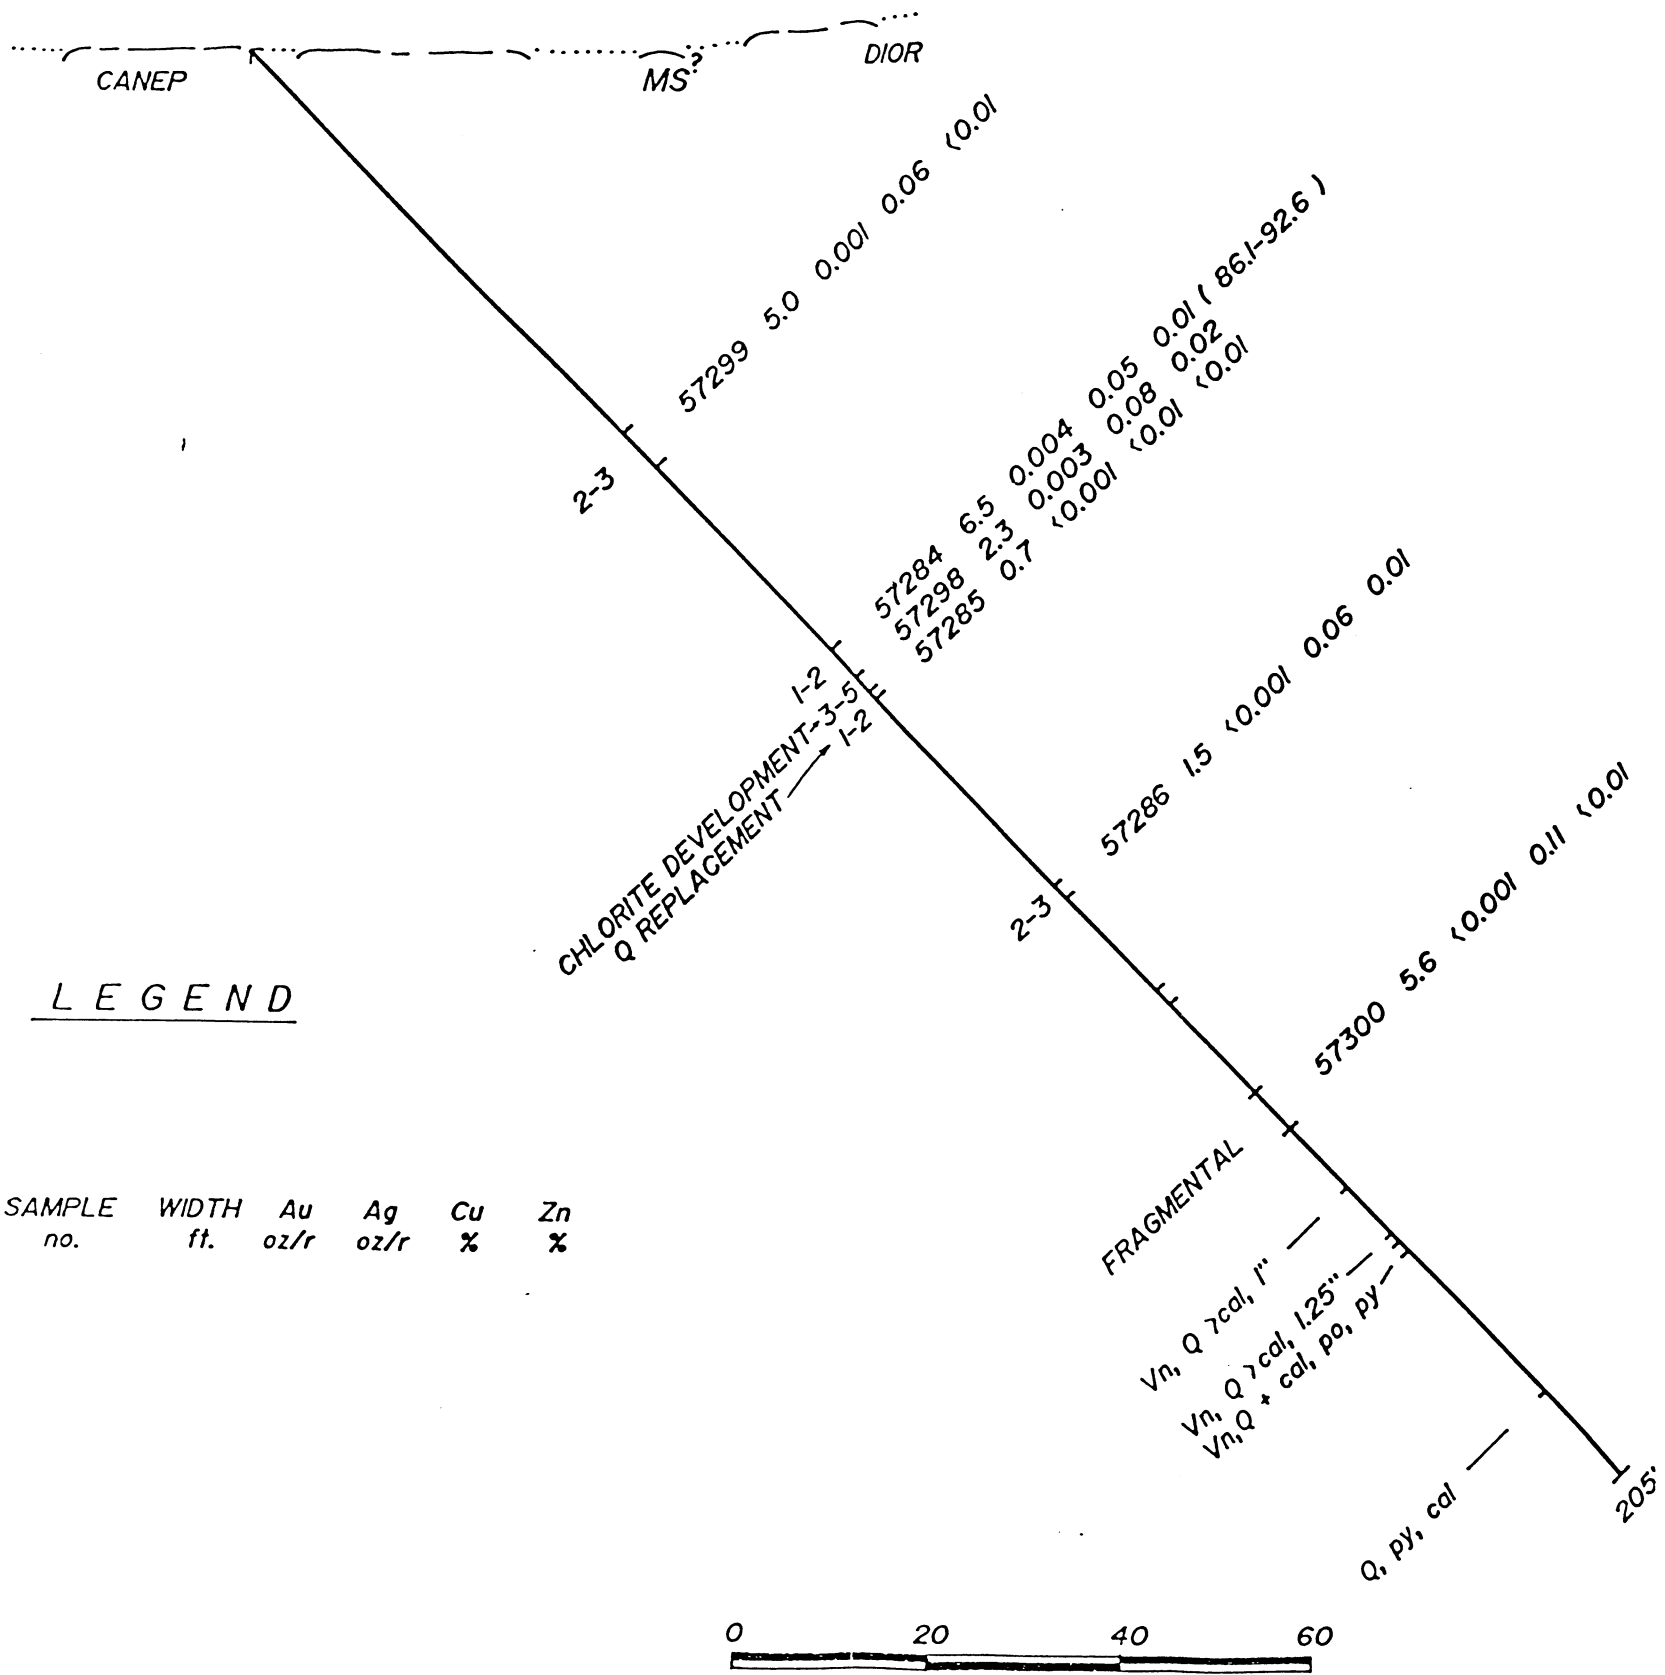 CANEP
MS?
DIOR
57299 5.0 0.001 0.06 <0.01
2-3
57284 6.5 0.004 0.05 0.01 ( 86.1-92.6 )
57298 2.3 0.003 0.08 0.02
57285 0.7 <0.001 <0.01 <0.01
1-2
CHLORITE DEVELOPMENT 3-5
Q REPLACEMENT 1-2
57286 1.5 <0.001 0.06 0.01
2-3
57300 5.6 <0.001 0.11 <0.01
FRAGMENTAL
Vn, Q >cal, 1"
Vn, Q >cal, 1.25"
Vn, Q + cal, po, py
Q, py, cal
205'
LEGEND
SAMPLE WIDTH Au Ag Cu Zn
no. ft. oz/r oz/r % %
0 20 40 60